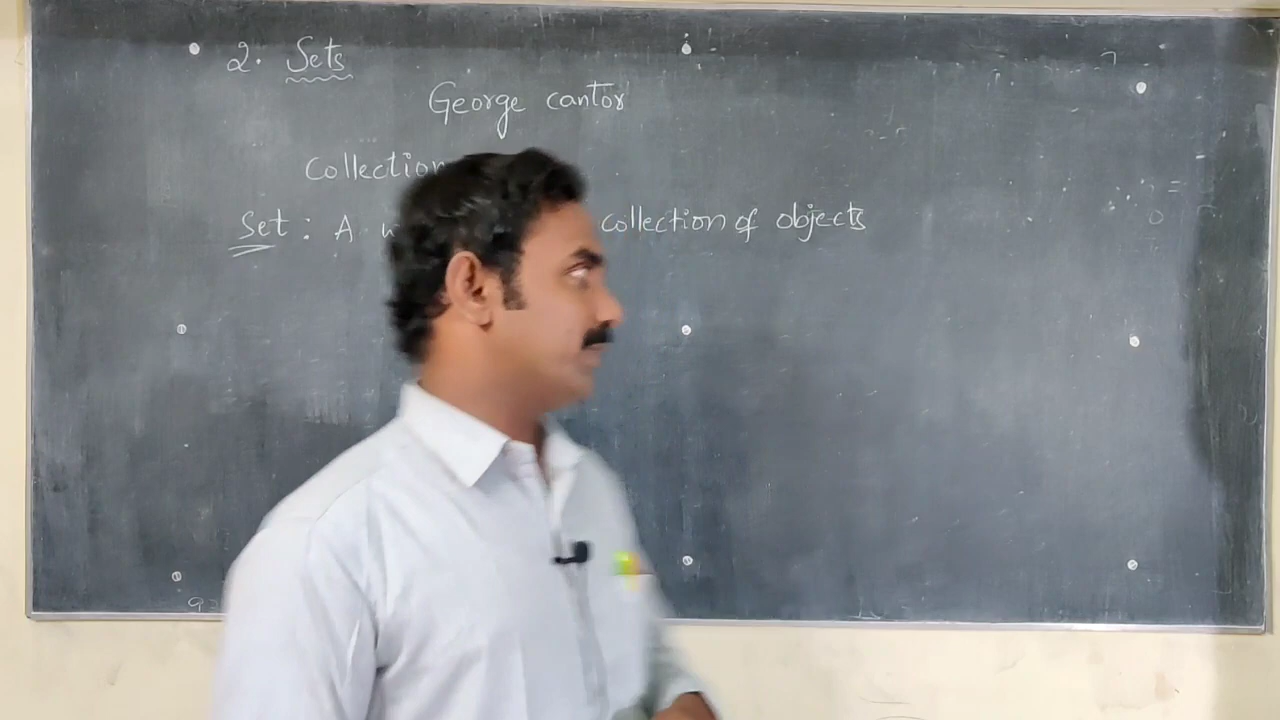 2. Sets
George cantor
Collection
Set : A collection of objects